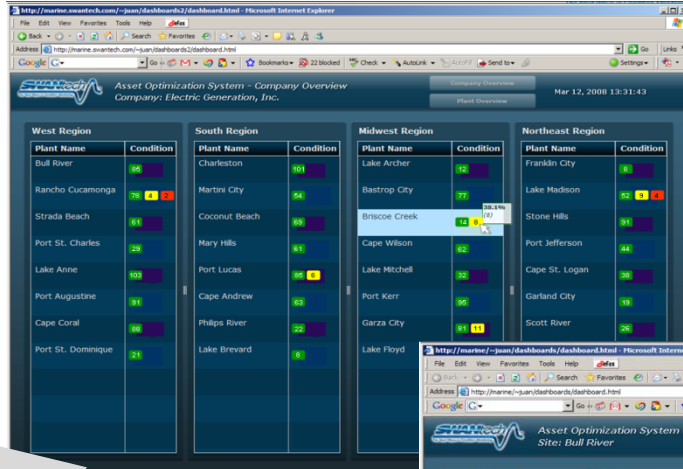 http://marine.swantech.com/~juan/dashboards2/dashboard.html - Microsoft Internet Explorer
File Edit View Favorites Tools Help
Back Search Favorites
Address http://marine.swantech.com/~juan/dashboards2/dashboard.html Go Links
Google G Go Bookmarks 22 blocked Check AutoLink AutoFill Send to Settings
SWANtech
Asset Optimization System - Company Overview
Company: Electric Generation, Inc.
Company Overview
Plant Overview
Mar 12, 2008 13:31:43
West Region
Plant Name Condition
Bull River
Rancho Cucamonga 78 4 2
Strada Beach 61
Port St. Charles 29
Lake Anne 103
Port Augustine 91
Cape Coral
Port St. Dominique 21
South Region
Plant Name Condition
Charleston 101
Martini City 54
Coconut Beach
Mary Hills 61
Port Lucas 85 6
Cape Andrew 63
Philips River 22
Lake Brevard 8
Midwest Region
Plant Name Condition
Lake Archer 12
Bastrop City 77
Briscoe Creek 14
38.1%
Cape Wilson 62
Lake Mitchell 32
Port Kerr 95
Garza City 81 11
Lake Floyd
Northeast Region
Plant Name Condition
Franklin City
Lake Madison 52 9 4
Stone Hills 91
Port Jefferson 44
Cape St. Logan
Garland City 19
Scott River 26
http://marine/~juan/dashboards/dashboard.html - Microsoft Intern
File Edit View Favorites Tools Help
Back Search Favorites
Address http://marine/~juan/dashboards/dashboard.html
Google G Go
SWANtech
Asset Optimization System
Site: Bull River